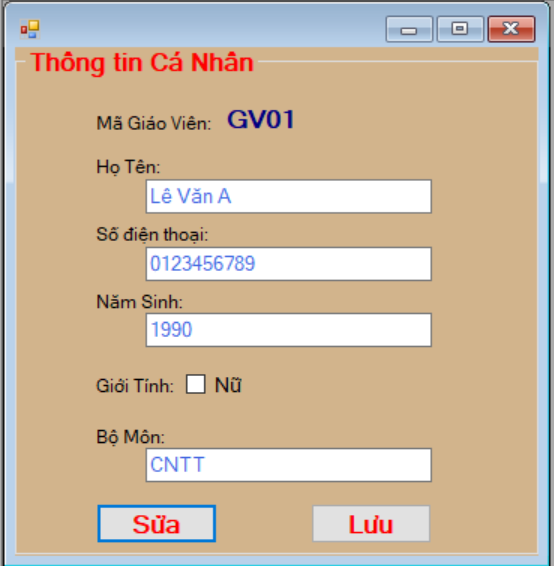 Thông tin Cá Nhân
Mã Giáo Viên: GV01
Họ Tên:
Lê Văn A
Số điện thoại:
0123456789
Năm Sinh:
1990
Giới Tính: Nữ
Bộ Môn:
CNTT
Sửa Lưu